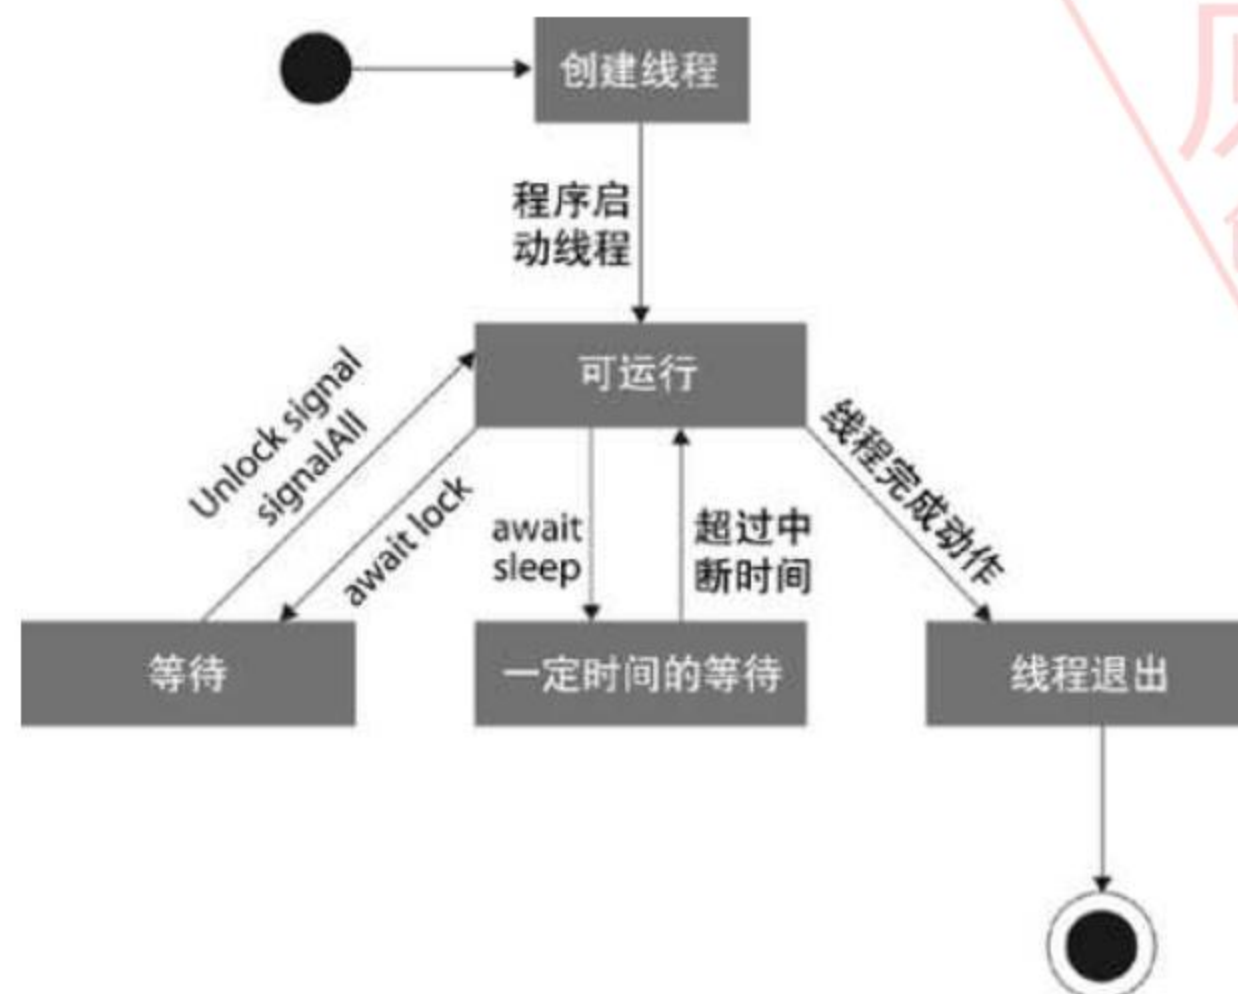 创建线程
程序启
动线程
可运行
Unlock signal
signalAll
await lock
await
sleep
超过中
断时间
线程完成动作
等待
一定时间的等待
线程退出